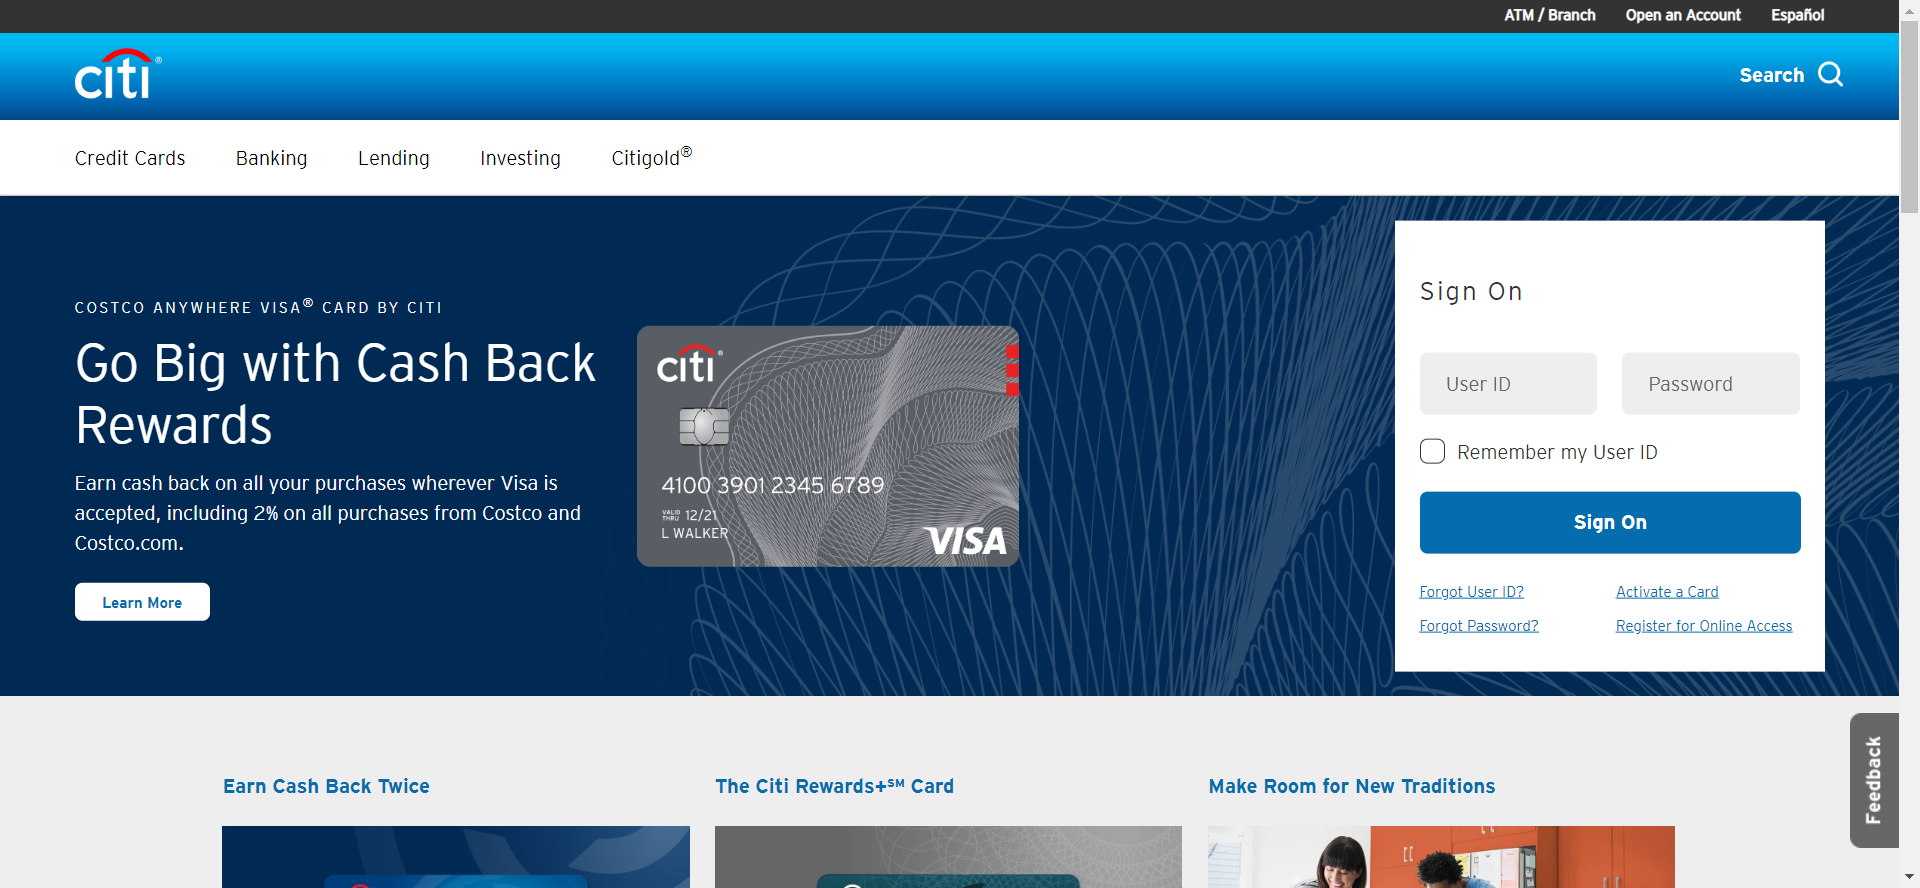 ATM / Branch
Open an Account
Español
citi®
Search
Credit Cards
Banking
Lending
Investing
Citigold®
COSTCO ANYWHERE VISA® CARD BY CITI
Go Big with Cash Back
Rewards
Earn cash back on all your purchases wherever Visa is
accepted, including 2% on all purchases from Costco and
Costco.com.
Learn More
citi®
4100 3901 2345 6789
VALID
THRU 12/21
L WALKER
VISA
Sign On
User ID
Password
Remember my User ID
Sign On
Forgot User ID?
Activate a Card
Forgot Password?
Register for Online Access
Feedback
Earn Cash Back Twice
The Citi Rewards+℠ Card
Make Room for New Traditions